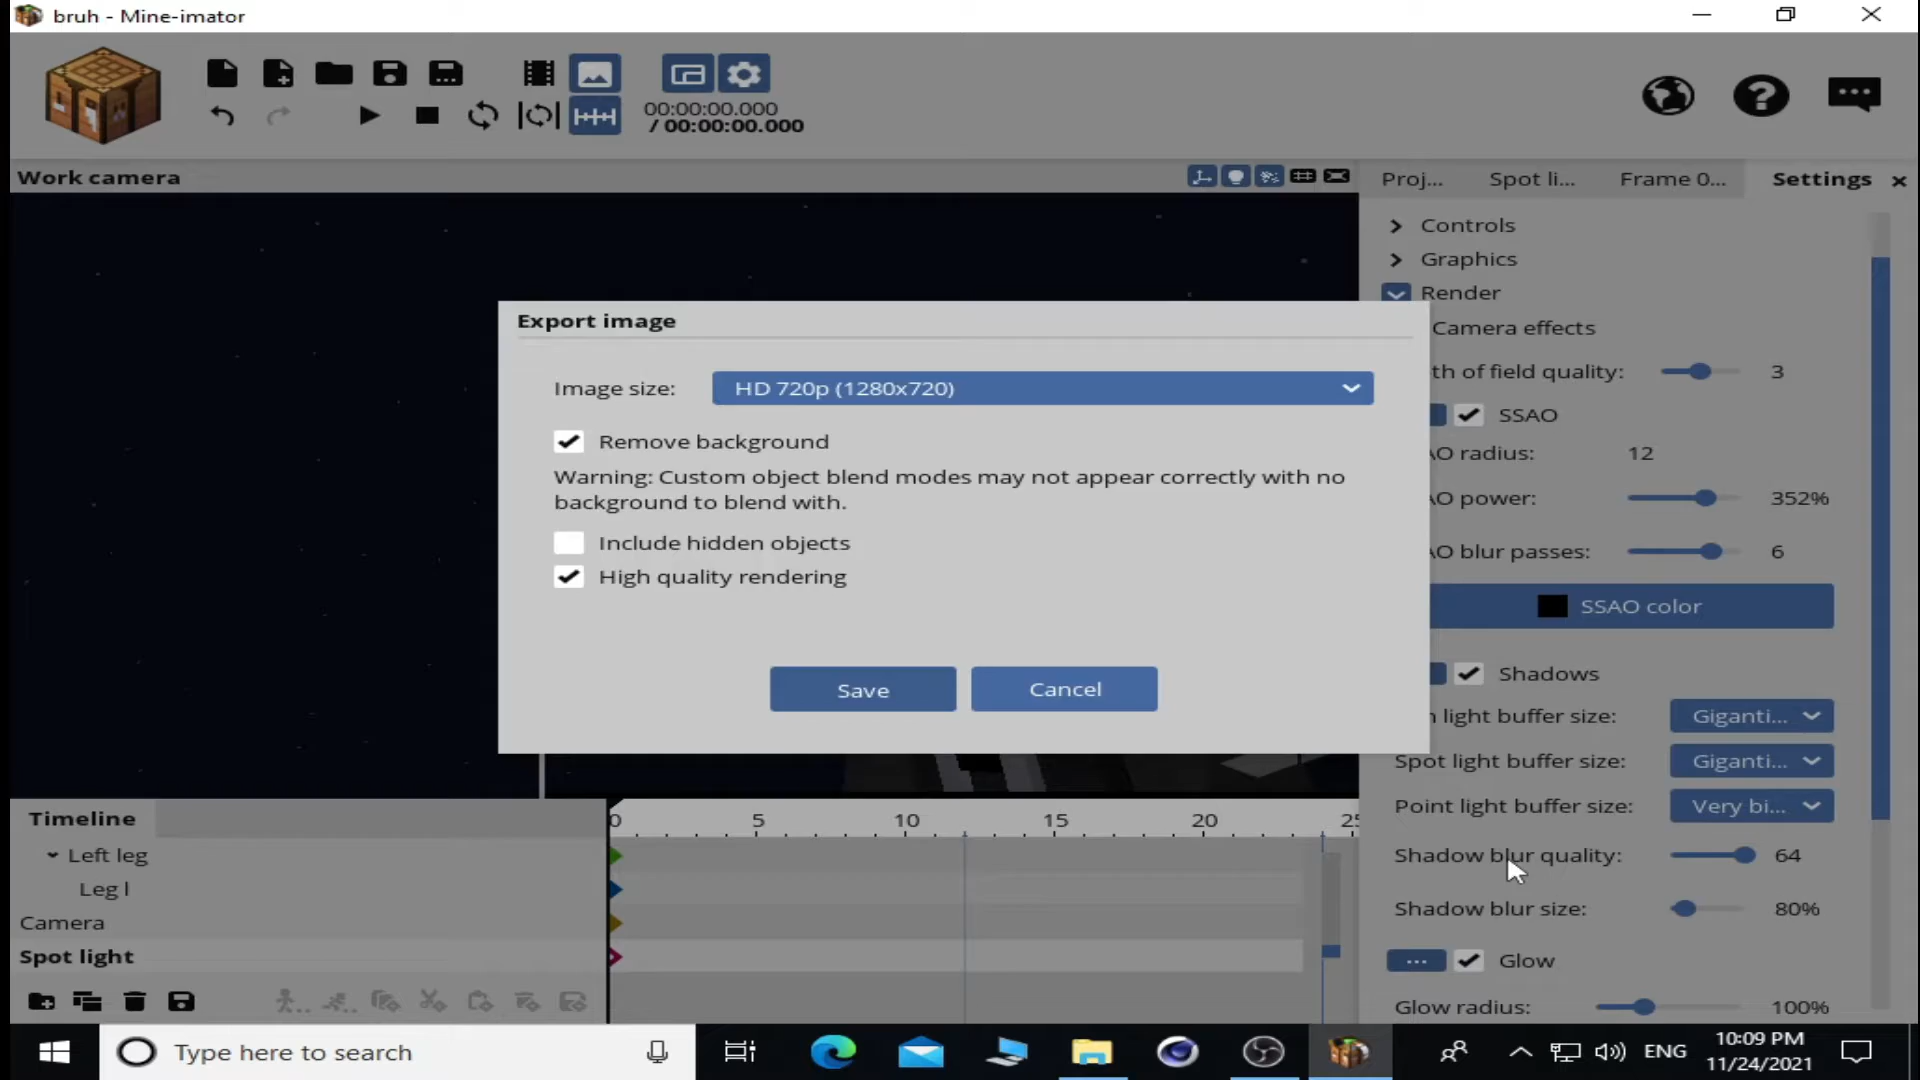 bruh - Mine-imator
00:00:00.000
/ 00:00:00.000
Work camera
Proj...
Spot li...
Frame 0...
Settings
Controls
Graphics
Render
Camera effects
th of field quality:
3
SSAO
AO radius:
12
AO power:
352%
AO blur passes:
6
SSAO color
Shadows
n light buffer size:
Giganti...
Spot light buffer size:
Giganti...
Point light buffer size:
Very bi...
Shadow blur quality:
64
Shadow blur size:
80%
Glow
Glow radius:
100%
Export image
Image size:
HD 720p (1280x720)
Remove background
Warning: Custom object blend modes may not appear correctly with no
background to blend with.
Include hidden objects
High quality rendering
Save
Cancel
Timeline
0
5
10
15
20
25
Left leg
Leg l
Camera
Spot light
Type here to search
ENG
10:09 PM
11/24/2021